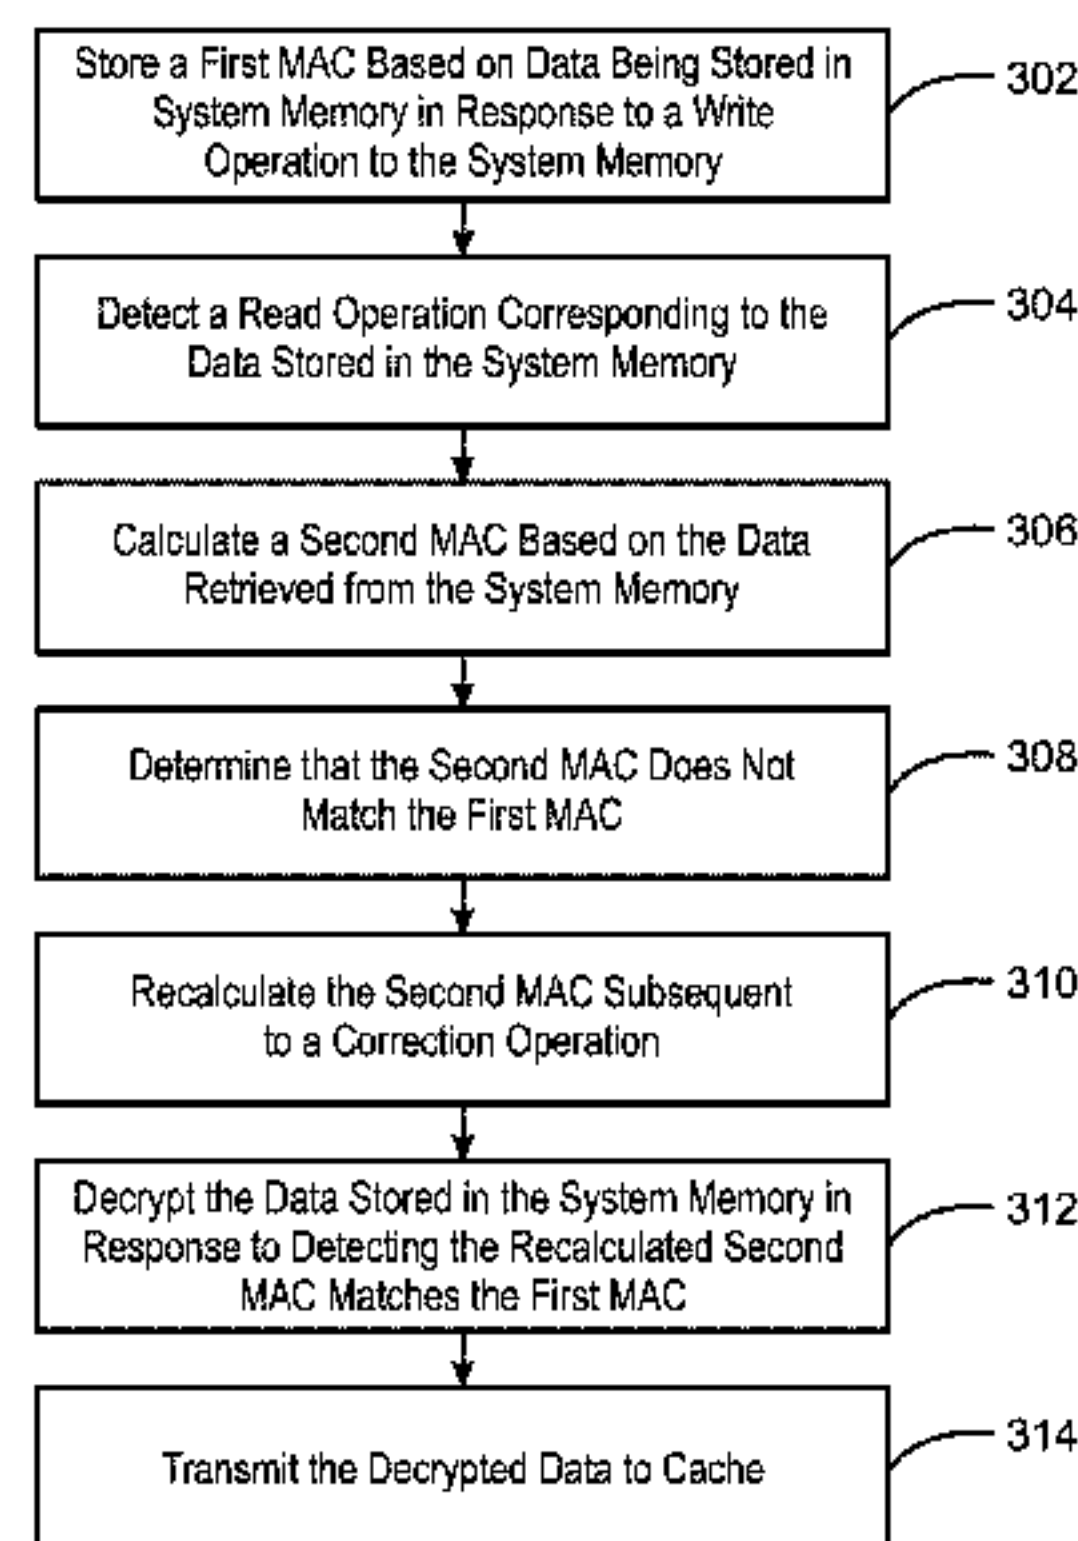 Store a First MAC Based on Data Being Stored in
System Memory in Response to a Write
Operation to the System Memory
302
Detect a Read Operation Corresponding to the
Data Stored in the System Memory
304
Calculate a Second MAC Based on the Data
Retrieved from the System Memory
306
Determine that the Second MAC Does Not
Match the First MAC
308
Recalculate the Second MAC Subsequent
to a Correction Operation
310
Decrypt the Data Stored in the System Memory in
Response to Detecting the Recalculated Second
MAC Matches the First MAC
312
Transmit the Decrypted Data to Cache
314